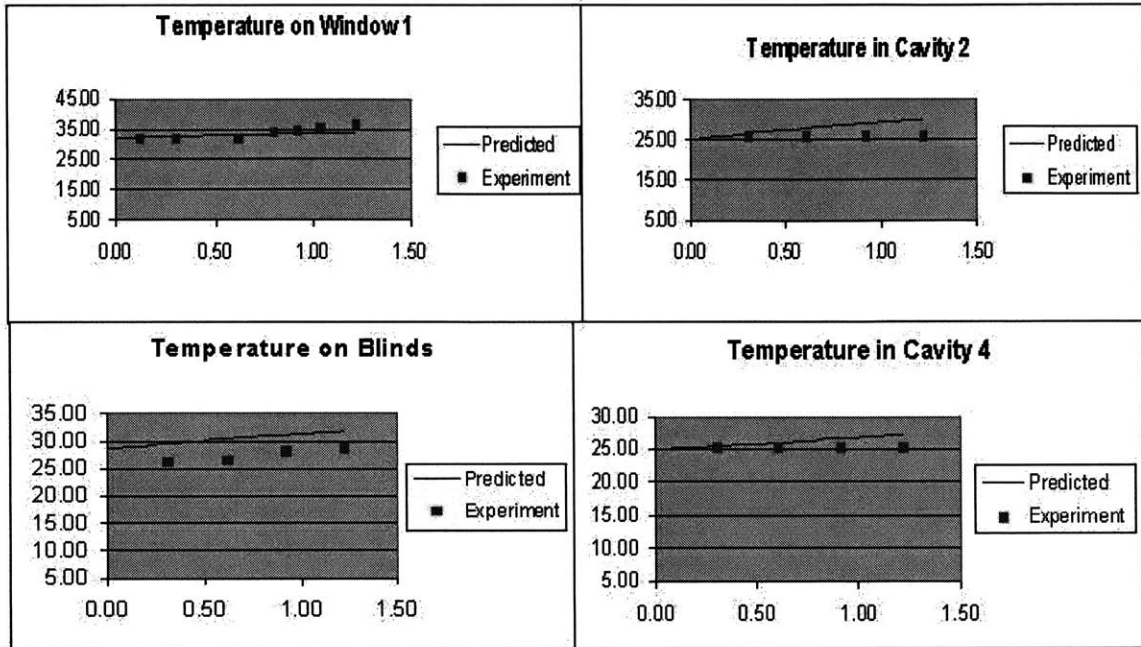 Temperature on Window 1
45.00
35.00
25.00
15.00
5.00
0.00 0.50 1.00 1.50
Predicted
Experiment
Temperature in Cavity 2
35.00
25.00
15.00
5.00
0.00 0.50 1.00 1.50
Predicted
Experiment
Temperature on Blinds
35.00
30.00
25.00
20.00
15.00
10.00
5.00
0.00 0.50 1.00 1.50
Predicted
Experiment
Temperature in Cavity 4
30.00
25.00
20.00
15.00
10.00
5.00
0.00 0.50 1.00 1.50
Predicted
Experiment